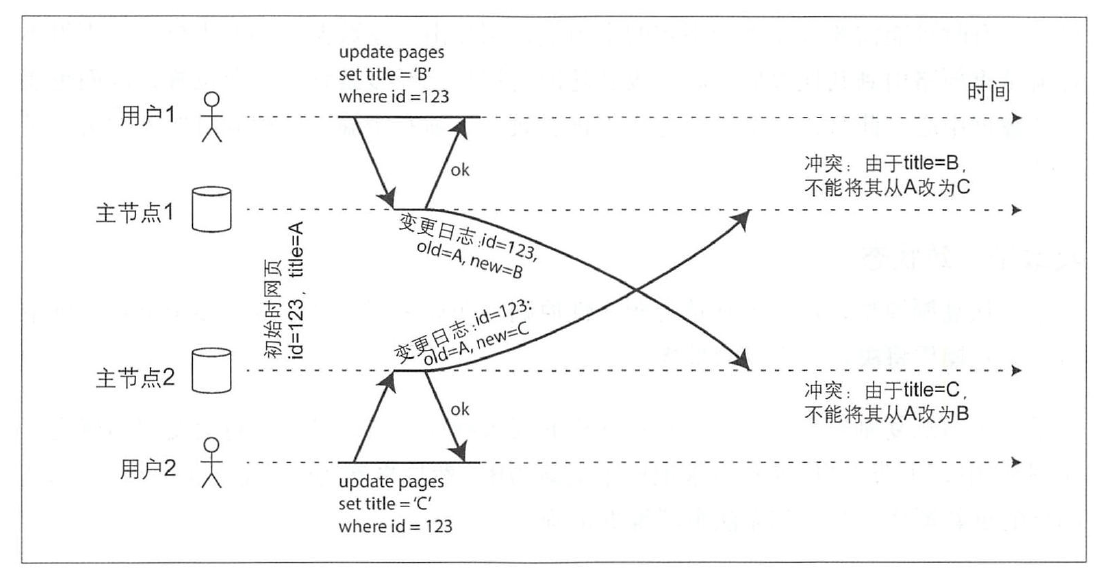 update pages
set title = ‘B’
where id =123
时间
用户1
ok
冲突：由于title=B，
不能将其从A改为C
主节点1
变更日志：id=123,
old=A, new=B
初始时网页
id=123，title=A
变更日志：id=123:
old=A, new=C
主节点2
冲突：由于title=C，
不能将其从A改为B
ok
用户2
update pages
set title = ‘C’
where id = 123